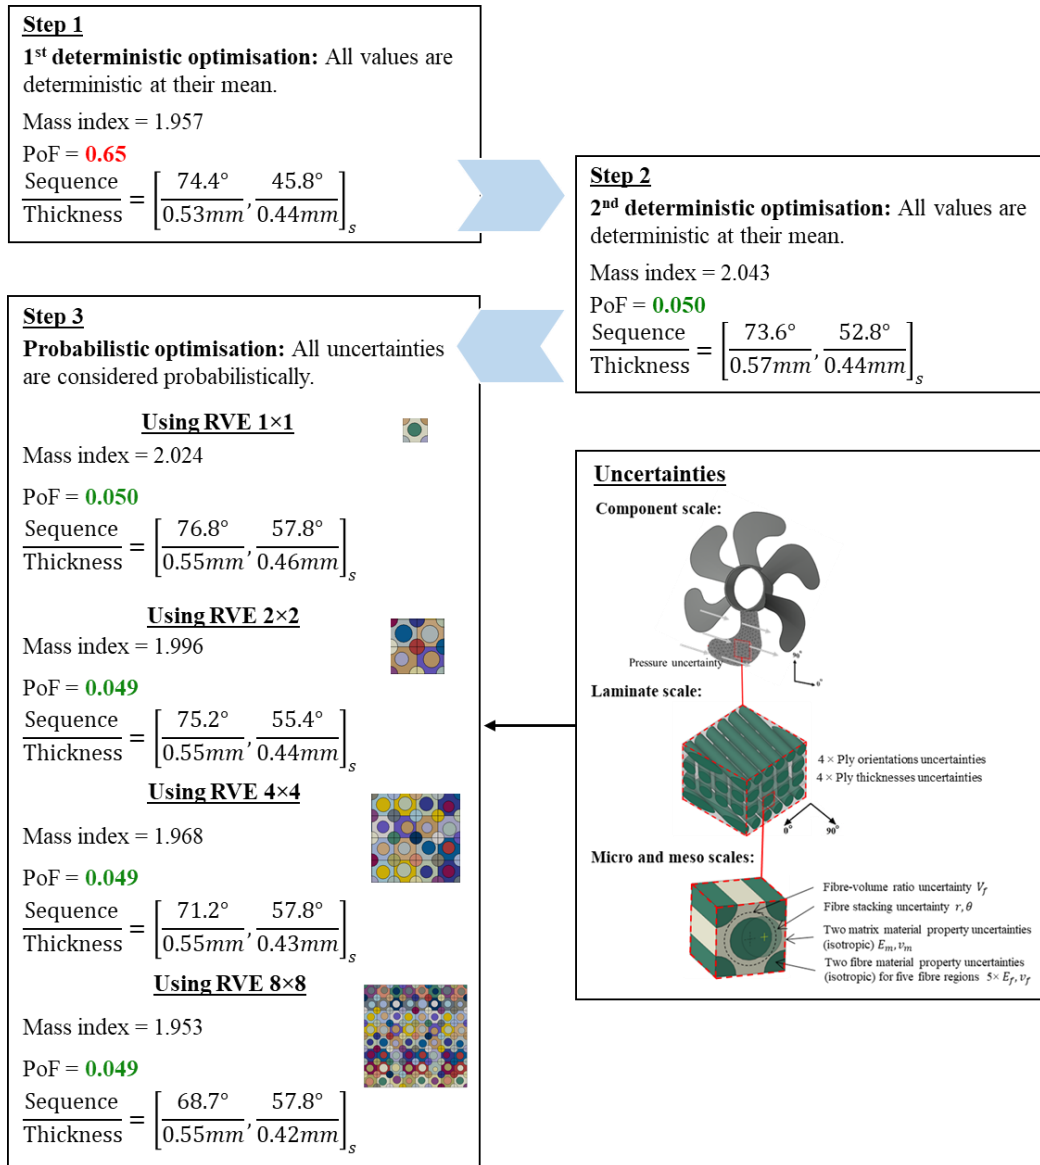 Step 1
1st deterministic optimisation: All values are
deterministic at their mean.
Mass index = 1.957
PoF = 0.65
Sequence/Thickness = [74.4°/0.53mm, 45.8°/0.44mm]s
Step 2
2nd deterministic optimisation: All values are
deterministic at their mean.
Mass index = 2.043
PoF = 0.050
Sequence/Thickness = [73.6°/0.57mm, 52.8°/0.44mm]s
Step 3
Probabilistic optimisation: All uncertainties
are considered probabilistically.
Using RVE 1×1
Mass index = 2.024
PoF = 0.050
Sequence/Thickness = [76.8°/0.55mm, 57.8°/0.46mm]s
Using RVE 2×2
Mass index = 1.996
PoF = 0.049
Sequence/Thickness = [75.2°/0.55mm, 55.4°/0.44mm]s
Using RVE 4×4
Mass index = 1.968
PoF = 0.049
Sequence/Thickness = [71.2°/0.55mm, 57.8°/0.43mm]s
Using RVE 8×8
Mass index = 1.953
PoF = 0.049
Sequence/Thickness = [68.7°/0.55mm, 57.8°/0.42mm]s
Uncertainties
Component scale:
Pressure uncertainty
90°
0°
Laminate scale:
4 × Ply orientations uncertainties
4 × Ply thicknesses uncertainties
0°
90°
Micro and meso scales:
Fibre-volume ratio uncertainty Vf
Fibre stacking uncertainty r, θ
Two matrix material property uncertainties
(isotropic) Em, vm
Two fibre material property uncertainties
(isotropic) for five fibre regions 5× Ef, vf